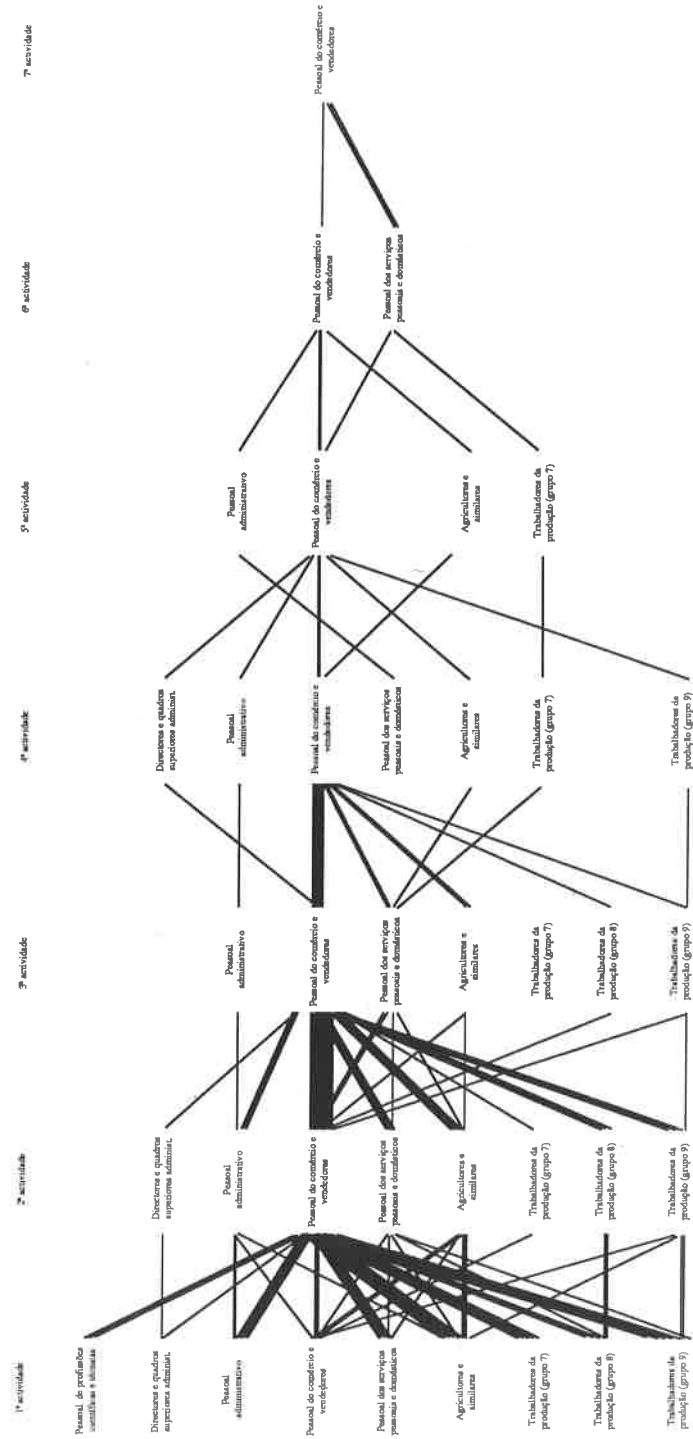 1ª actividade
Pessoal de profissões
científicas e técnicas
Directores e quadros
superiores administ.
Pessoal
administrativo
Pessoal do comércio e
vendedores
Pessoal dos serviços
pessoais e domésticos
Agricultores e
similares
Trabalhadores da
produção (grupo 7)
Trabalhadores da
produção (grupo 8)
Trabalhadores da
produção (grupo 9)
2ª actividade
Directores e quadros
superiores administ.
Pessoal
administrativo
Pessoal do comércio e
vendedores
Pessoal dos serviços
pessoais e domésticos
Agricultores e
similares
Trabalhadores da
produção (grupo 7)
Trabalhadores da
produção (grupo 8)
Trabalhadores da
produção (grupo 9)
3ª actividade
Pessoal
administrativo
Pessoal do comércio e
vendedores
Pessoal dos serviços
pessoais e domésticos
Agricultores e
similares
Trabalhadores da
produção (grupo 7)
Trabalhadores da
produção (grupo 8)
Trabalhadores da
produção (grupo 9)
4ª actividade
Directores e quadros
superiores administ.
Pessoal
administrativo
Pessoal do comércio e
vendedores
Pessoal dos serviços
pessoais e domésticos
Agricultores e
similares
Trabalhadores da
produção (grupo 7)
Trabalhadores da
produção (grupo 9)
5ª actividade
Pessoal
administrativo
Pessoal do comércio e
vendedores
Agricultores e
similares
Trabalhadores da
produção (grupo 7)
6ª actividade
Pessoal do comércio e
vendedores
Pessoal dos serviços
pessoais e domésticos
7ª actividade
Pessoal do comércio e
vendedores